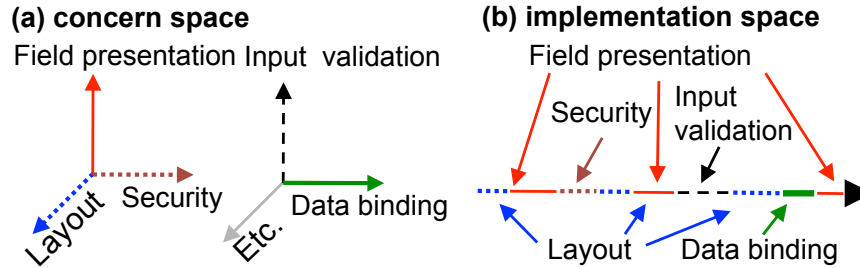 (a) concern space
Field presentation
Input validation
Layout
Security
Etc.
Data binding
(b) implementation space
Field presentation
Security
Input
validation
Layout
Data binding